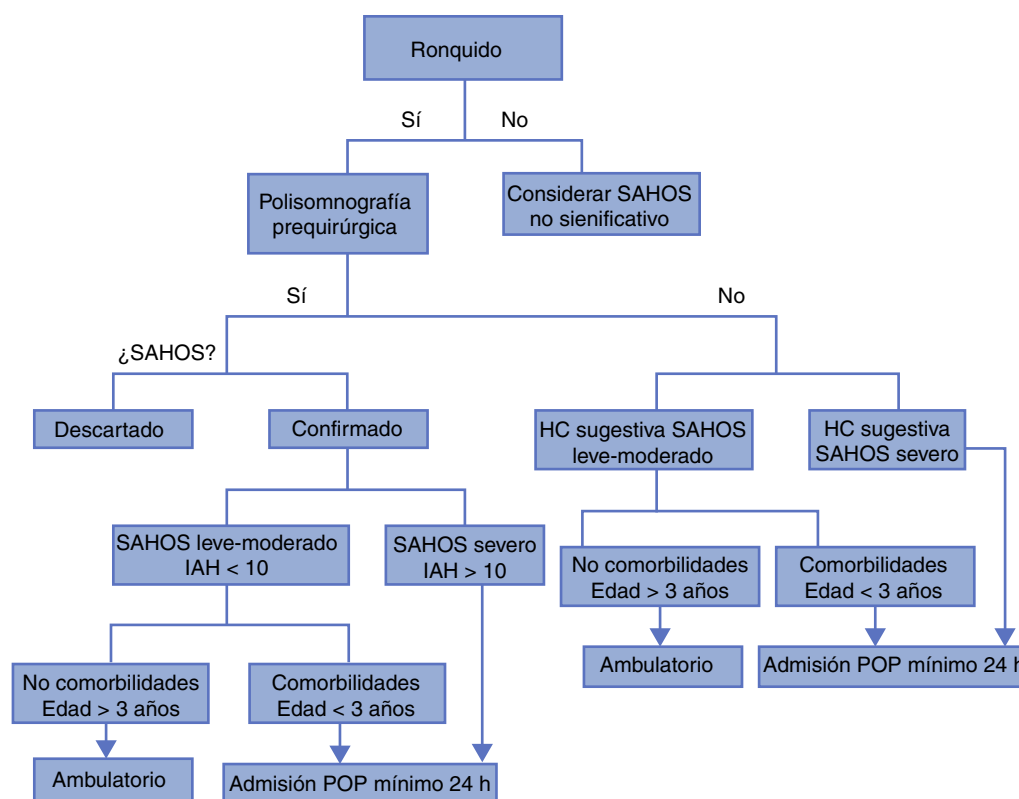 Ronquido
Sí
No
Polisomnografía
prequirúrgica
Considerar SAHOS
no sienificativo
Sí
No
¿SAHOS?
Descartado
Confirmado
HC sugestiva SAHOS
leve-moderado
HC sugestiva
SAHOS severo
SAHOS leve-moderado
IAH < 10
SAHOS severo
IAH > 10
No comorbilidades
Edad > 3 años
Comorbilidades
Edad < 3 años
Ambulatorio
Admisión POP mínimo 24 h
No comorbilidades
Edad > 3 años
Comorbilidades
Edad < 3 años
Ambulatorio
Admisión POP mínimo 24 h